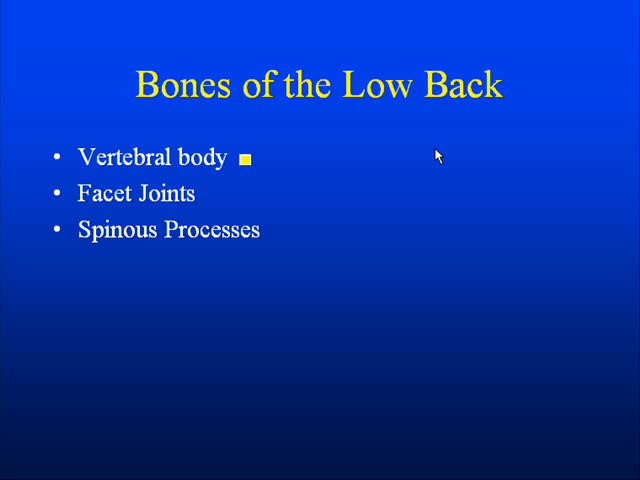 Bones of the Low Back
• Vertebral body
• Facet Joints
• Spinous Processes